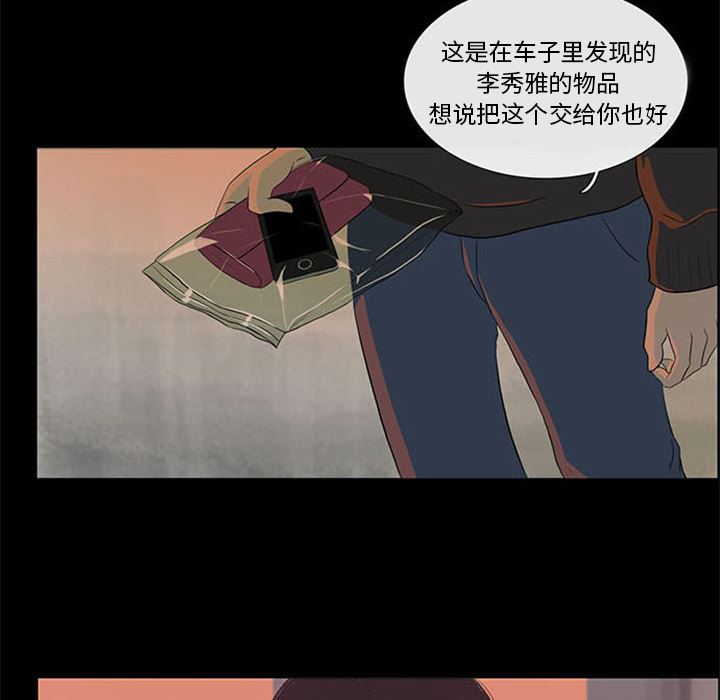 这是在车子里发现的
李秀雅的物品
想说把这个交给你也好